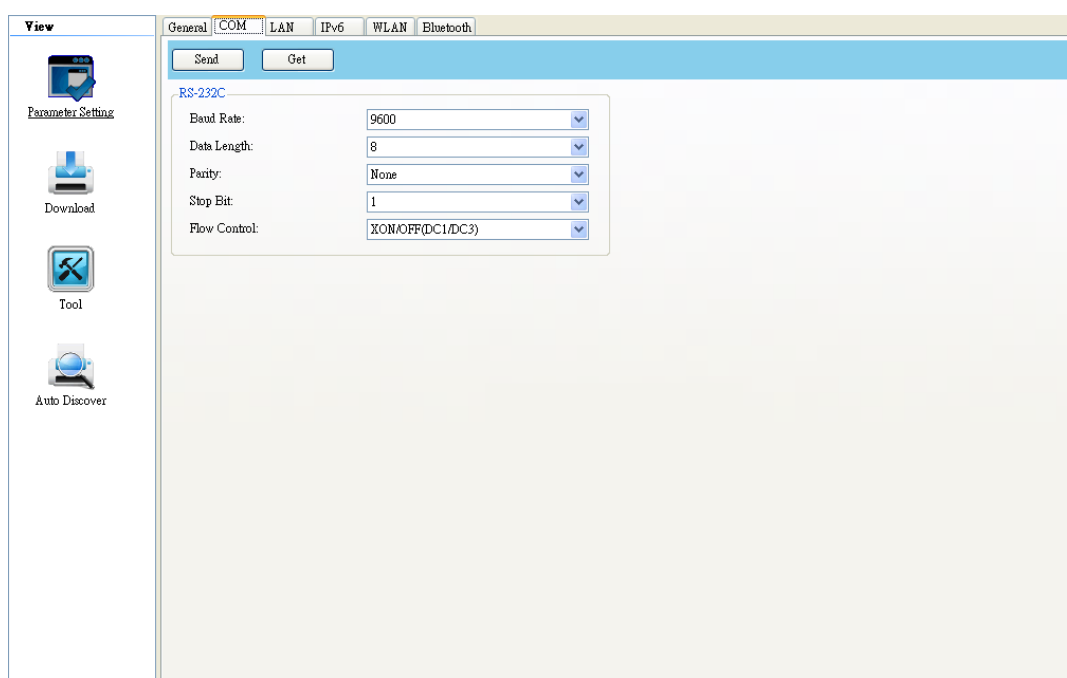 View
General COM LAN IPv6 WLAN Bluetooth
Send Get
Parameter Setting
Download
Tool
Auto Discover
RS-232C
Baud Rate: 9600
Data Length: 8
Parity: None
Stop Bit: 1
Flow Control: XON/OFF(DC1/DC3)